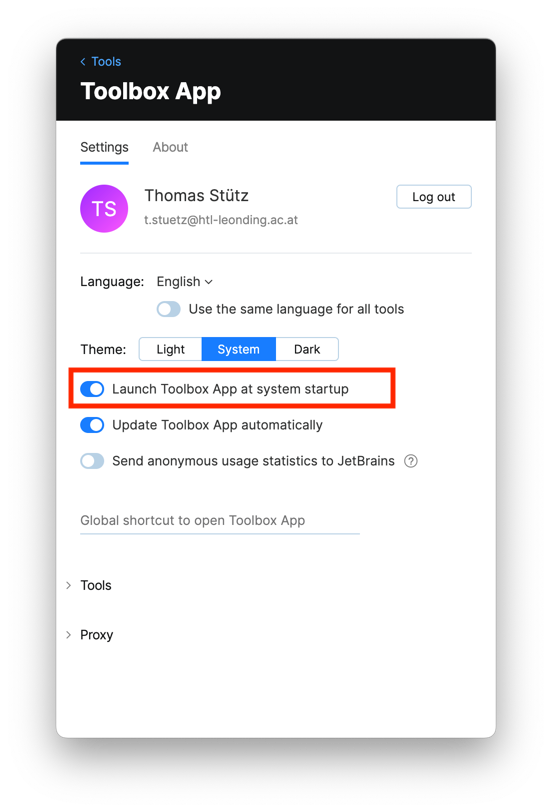 Tools
Toolbox App
Settings About
TS
Thomas Stütz
Log out
t.stuetz@htl-leonding.ac.at
Language: English
Use the same language for all tools
Theme: Light System Dark
Launch Toolbox App at system startup
Update Toolbox App automatically
Send anonymous usage statistics to JetBrains ?
Global shortcut to open Toolbox App
Tools
Proxy